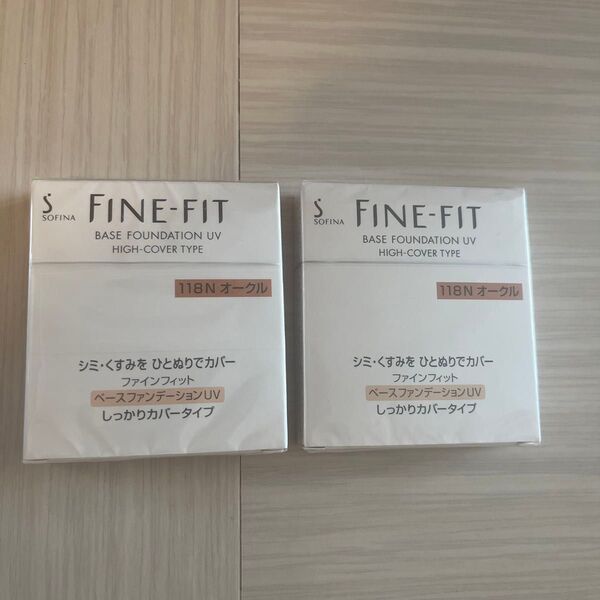 SOFINA
FINE-FIT
BASE FOUNDATION UV
HIGH-COVER TYPE
118N オークル
シミ・くすみを ひとぬりでカバー
ファインフィット
ベースファンデーションUV
しっかりカバータイプ
SOFINA
FINE-FIT
BASE FOUNDATION UV
HIGH-COVER TYPE
118N オークル
シミ・くすみを ひとぬりでカバー
ファインフィット
ベースファンデーションUV
しっかりカバータイプ